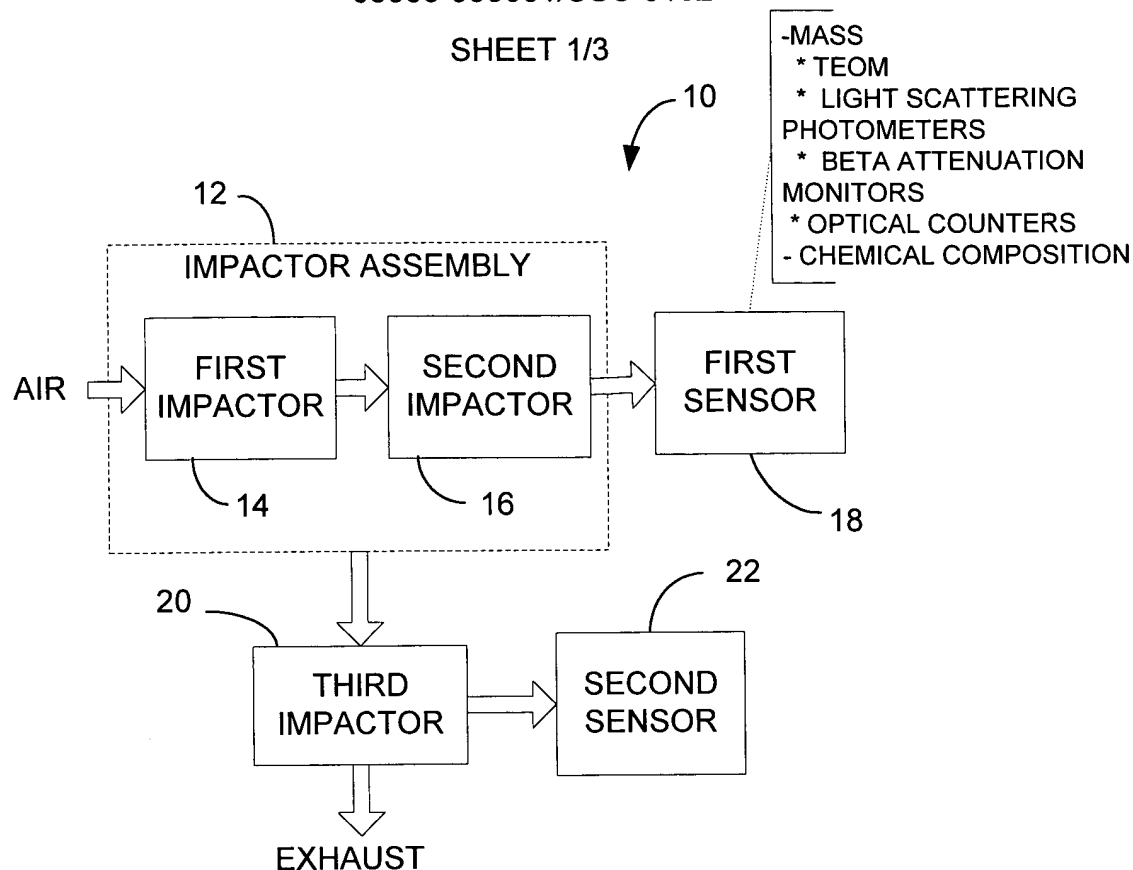 SHEET 1/3
-MASS
* TEOM
* LIGHT SCATTERING
PHOTOMETERS
* BETA ATTENUATION
MONITORS
* OPTICAL COUNTERS
- CHEMICAL COMPOSITION
10
12
IMPACTOR ASSEMBLY
AIR
FIRST
IMPACTOR
SECOND
IMPACTOR
FIRST
SENSOR
14
16
18
20
22
THIRD
IMPACTOR
SECOND
SENSOR
EXHAUST